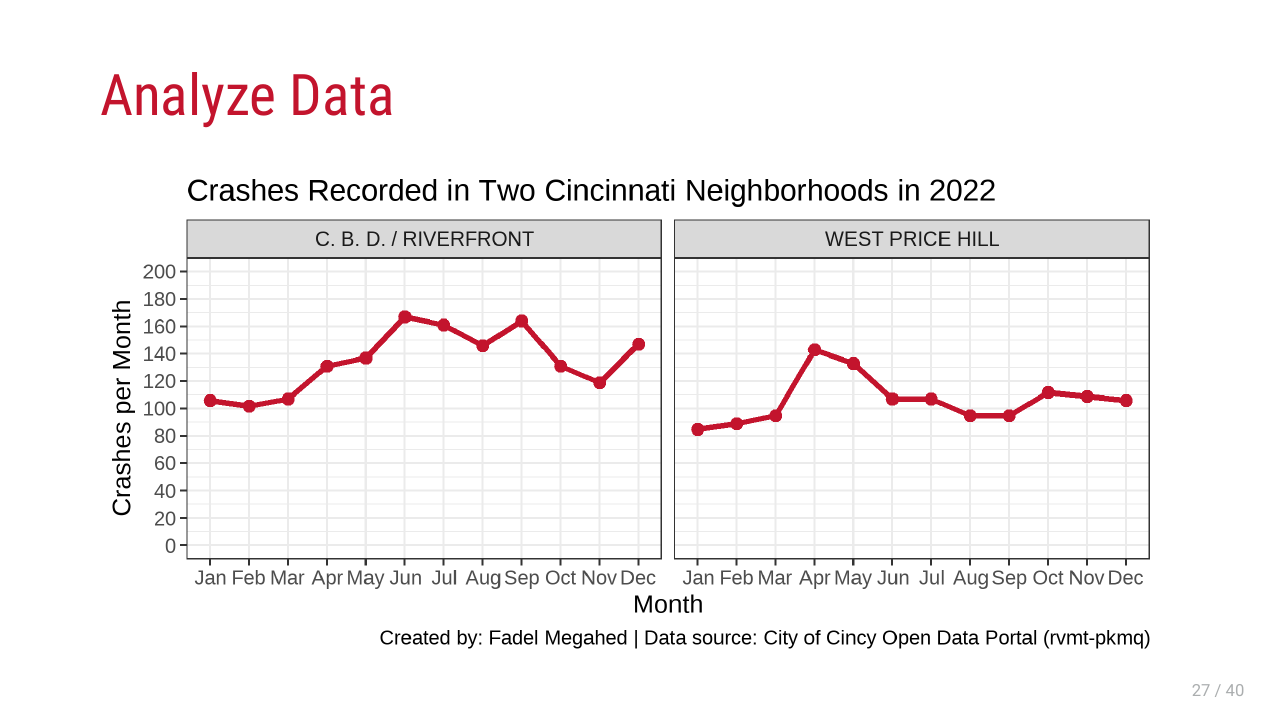 Analyze Data
Crashes Recorded in Two Cincinnati Neighborhoods in 2022
C. B. D. / RIVERFRONT
WEST PRICE HILL
Crashes per Month
200
180
160
140
120
100
80
60
40
20
0
Jan Feb Mar Apr May Jun Jul Aug Sep Oct Nov Dec
Jan Feb Mar Apr May Jun Jul Aug Sep Oct Nov Dec
Month
Created by: Fadel Megahed | Data source: City of Cincy Open Data Portal (rvmt-pkmq)
27 / 40